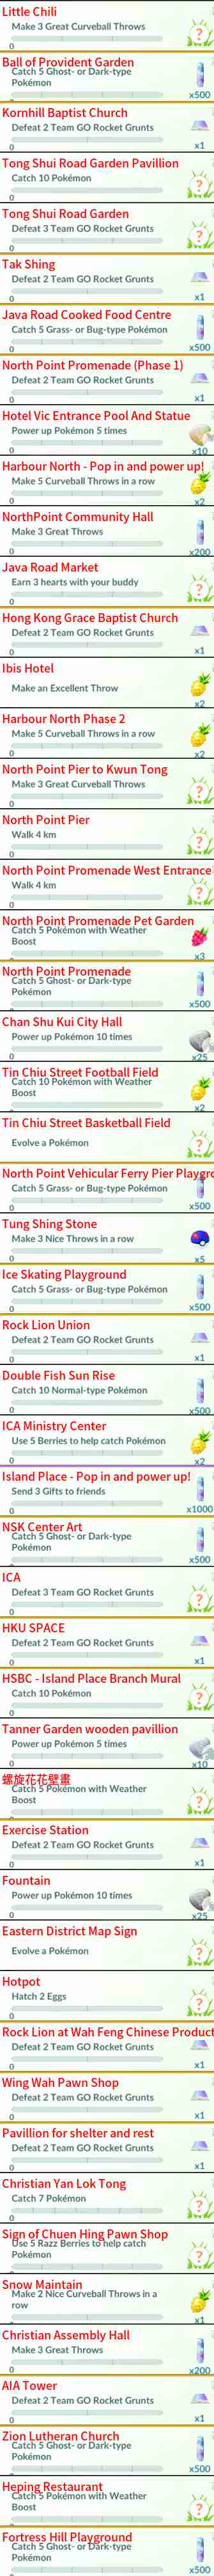 Little Chili
Make 3 Great Curveball Throws
0
?
Ball of Provident Garden
Catch 5 Ghost- or Dark-type
Pokémon
x500
Kornhill Baptist Church
Defeat 2 Team GO Rocket Grunts
0
x1
Tong Shui Road Garden Pavillion
Catch 10 Pokémon
0
?
Tong Shui Road Garden
Defeat 3 Team GO Rocket Grunts
0
?
Tak Shing
Defeat 2 Team GO Rocket Grunts
0
x1
Java Road Cooked Food Centre
Catch 5 Grass- or Bug-type Pokémon
0
x500
North Point Promenade (Phase 1)
Defeat 2 Team GO Rocket Grunts
0
x1
Hotel Vic Entrance Pool And Statue
Power up Pokémon 5 times
0
x10
Harbour North - Pop in and power up!
Make 5 Curveball Throws in a row
0
x2
NorthPoint Community Hall
Make 3 Great Throws
0
x200
Java Road Market
Earn 3 hearts with your buddy
0
?
Hong Kong Grace Baptist Church
Defeat 2 Team GO Rocket Grunts
0
x1
Ibis Hotel
Make an Excellent Throw
x2
Harbour North Phase 2
Make 5 Curveball Throws in a row
0
x2
North Point Pier to Kwun Tong
Make 3 Great Curveball Throws
0
?
North Point Pier
Walk 4 km
0
?
North Point Promenade West Entrance
Walk 4 km
0
?
North Point Promenade Pet Garden
Catch 5 Pokémon with Weather
Boost
x3
North Point Promenade
Catch 5 Ghost- or Dark-type
Pokémon
x500
Chan Shu Kui City Hall
Power up Pokémon 10 times
0
x25
Tin Chiu Street Football Field
Catch 10 Pokémon with Weather
Boost
x2
Tin Chiu Street Basketball Field
Evolve a Pokémon
?
North Point Vehicular Ferry Pier Playgro
Catch 5 Grass- or Bug-type Pokémon
0
x500
Tung Shing Stone
Make 3 Nice Throws in a row
0
x5
Ice Skating Playground
Catch 5 Grass- or Bug-type Pokémon
0
x500
Rock Lion Union
Defeat 2 Team GO Rocket Grunts
0
x1
Double Fish Sun Rise
Catch 10 Normal-type Pokémon
0
x500
ICA Ministry Center
Use 5 Berries to help catch Pokémon
0
x2
Island Place - Pop in and power up!
Send 3 Gifts to friends
0
x1000
NSK Center Art
Catch 5 Ghost- or Dark-type
Pokémon
x500
ICA
Defeat 3 Team GO Rocket Grunts
0
?
HKU SPACE
Defeat 2 Team GO Rocket Grunts
0
x1
HSBC - Island Place Branch Mural
Catch 10 Pokémon
0
?
Tanner Garden wooden pavillion
Power up Pokémon 5 times
0
x10
螺旋花花壁畫
Catch 5 Pokémon with Weather
Boost
?
Exercise Station
Defeat 2 Team GO Rocket Grunts
0
x1
Fountain
Power up Pokémon 10 times
0
x25
Eastern District Map Sign
Evolve a Pokémon
?
Hotpot
Hatch 2 Eggs
0
?
Rock Lion at Wah Feng Chinese Product
Defeat 2 Team GO Rocket Grunts
0
x1
Wing Wah Pawn Shop
Defeat 2 Team GO Rocket Grunts
0
x1
Pavillion for shelter and rest
Defeat 2 Team GO Rocket Grunts
0
x1
Christian Yan Lok Tong
Catch 7 Pokémon
0
?
Sign of Chuen Hing Pawn Shop
Use 5 Razz Berries to help catch
Pokémon
?
Snow Maintain
Make 2 Nice Curveball Throws in a
row
x1
Christian Assembly Hall
Make 3 Great Throws
0
x200
AIA Tower
Defeat 2 Team GO Rocket Grunts
0
x1
Zion Lutheran Church
Catch 5 Ghost- or Dark-type
Pokémon
x500
Heping Restaurant
Catch 5 Pokémon with Weather
Boost
?
Fortress Hill Playground
Catch 5 Ghost- or Dark-type
Pokémon
x500